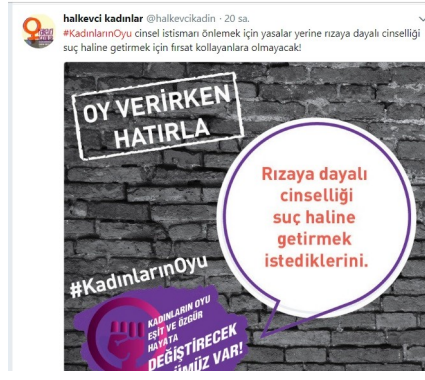 halkevci kadınlar @halkevcikadin · 20 sa.
#KadınlarınOyu cinsel istismarı önlemek için yasalar yerine rızaya dayalı cinselliği
suç haline getirmek için fırsat kollayanlara olmayacak!
OY VERİRKEN
HATIRLA
Rızaya dayalı
cinselliği
suç haline
getirmek
istediklerini.
#KadınlarınOyu
KADINLARIN OYU
EŞİT VE ÖZGÜR
HAYATA
DEĞİŞTİRECEK
VAR!